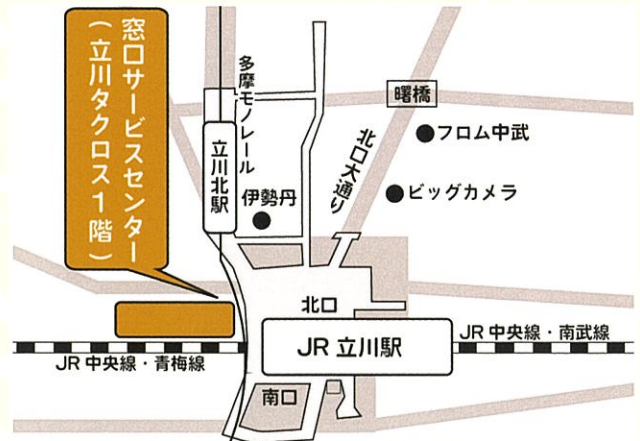 窓口サービスセンター
（立川タクロス1階）
多摩モノレール
立川北駅
伊勢丹
北口大通り
曙橋
フロム中武
ビッグカメラ
北口
JR 立川駅
JR 中央線・南武線
JR 中央線・青梅線
南口